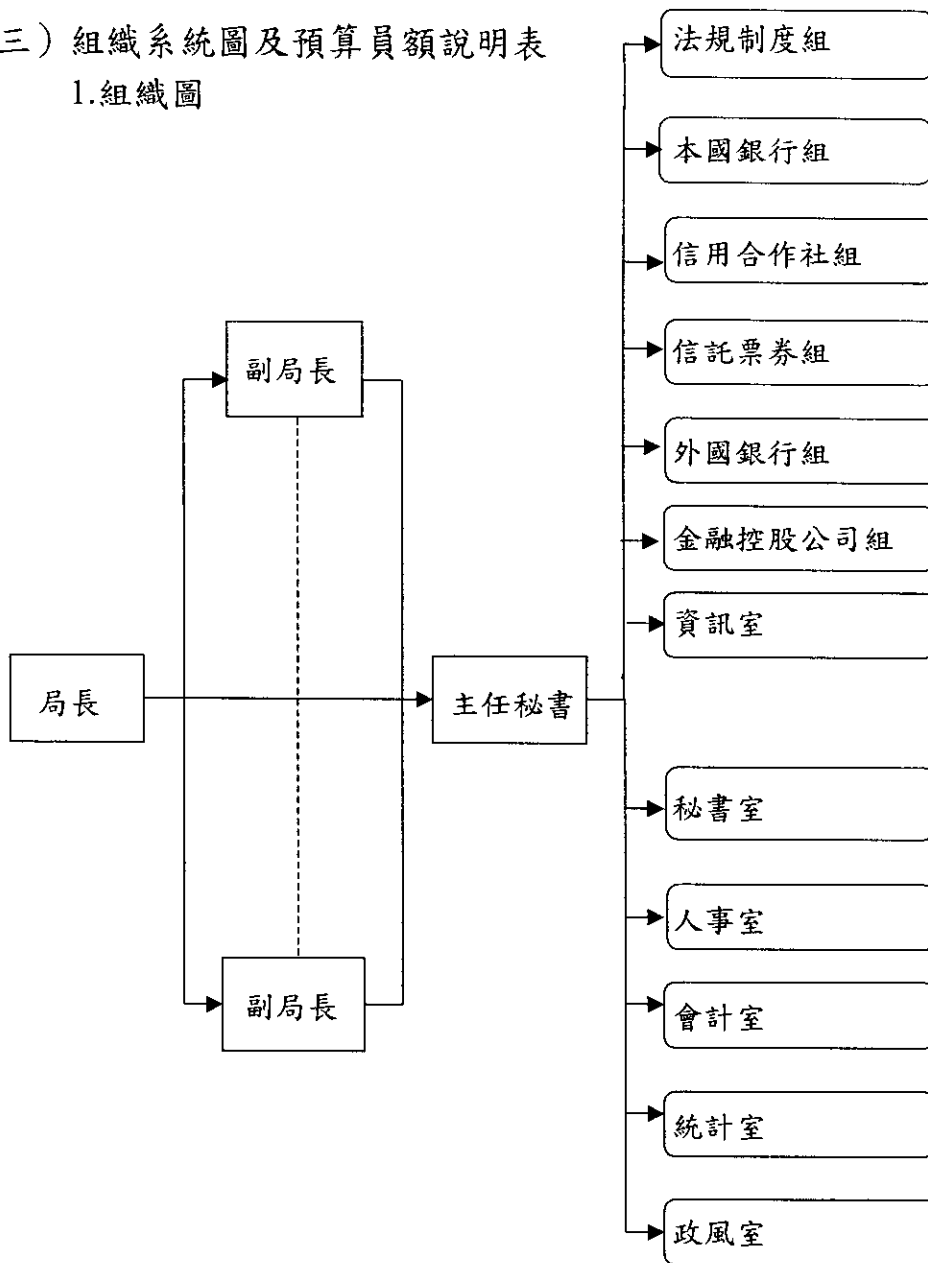 三）組織系統圖及預算員額說明表
1.組織圖
法規制度組
本國銀行組
信用合作社組
信託票券組
外國銀行組
金融控股公司組
資訊室
秘書室
人事室
會計室
統計室
政風室
副局長
局長
主任秘書
副局長